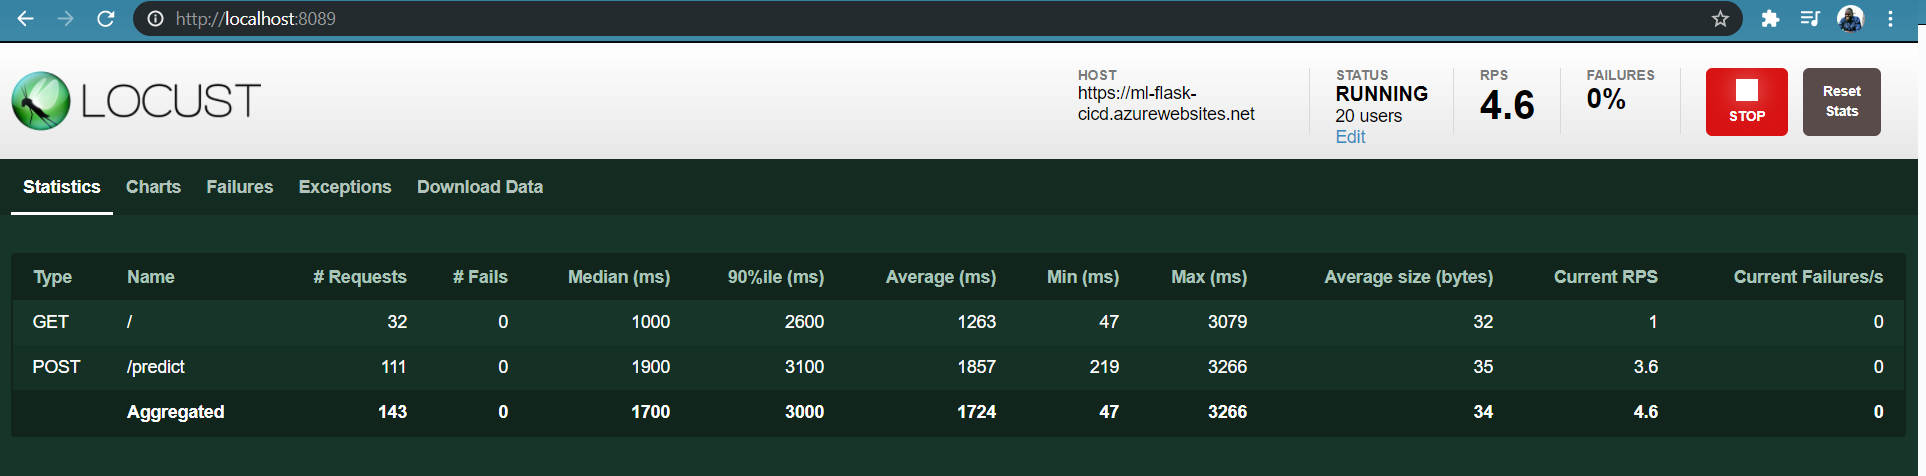 http://localhost:8089
LOCUST
HOST
https://ml-flask-
cicd.azurewebsites.net
STATUS
RUNNING
20 users
Edit
RPS
4.6
FAILURES
0%
STOP
Reset
Stats
Statistics Charts Failures Exceptions Download Data
Type Name # Requests # Fails Median (ms) 90%ile (ms) Average (ms) Min (ms) Max (ms) Average size (bytes) Current RPS Current Failures/s
GET / 32 0 1000 2600 1263 47 3079 32 1 0
POST /predict 111 0 1900 3100 1857 219 3266 35 3.6 0
Aggregated 143 0 1700 3000 1724 47 3266 34 4.6 0